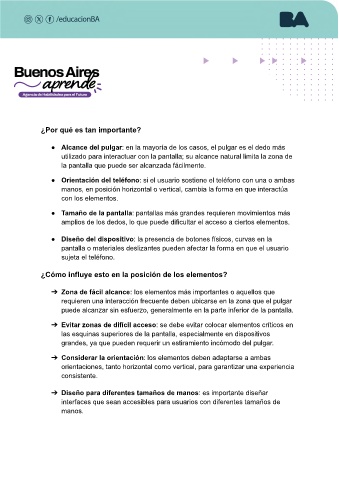 /educacionBA
BA
Buenos Aires
aprende
Agencia de Habilidades para el Futuro
¿Por qué es tan importante?
● Alcance del pulgar: en la mayoría de los casos, el pulgar es el dedo más
utilizado para interactuar con la pantalla; su alcance natural limita la zona de
la pantalla que puede ser alcanzada fácilmente.
● Orientación del teléfono: si el usuario sostiene el teléfono con una o ambas
manos, en posición horizontal o vertical, cambia la forma en que interactúa
con los elementos.
● Tamaño de la pantalla: pantallas más grandes requieren movimientos más
amplios de los dedos, lo que puede dificultar el acceso a ciertos elementos.
● Diseño del dispositivo: la presencia de botones físicos, curvas en la
pantalla o materiales deslizantes pueden afectar la forma en que el usuario
sujeta el teléfono.
¿Cómo influye esto en la posición de los elementos?
➔ Zona de fácil alcance: los elementos más importantes o aquellos que
requieren una interacción frecuente deben ubicarse en la zona que el pulgar
puede alcanzar sin esfuerzo, generalmente en la parte inferior de la pantalla.
➔ Evitar zonas de difícil acceso: se debe evitar colocar elementos críticos en
las esquinas superiores de la pantalla, especialmente en dispositivos
grandes, ya que pueden requerir un estiramiento incómodo del pulgar.
➔ Considerar la orientación: los elementos deben adaptarse a ambas
orientaciones, tanto horizontal como vertical, para garantizar una experiencia
consistente.
➔ Diseño para diferentes tamaños de manos: es importante diseñar
interfaces que sean accesibles para usuarios con diferentes tamaños de
manos.